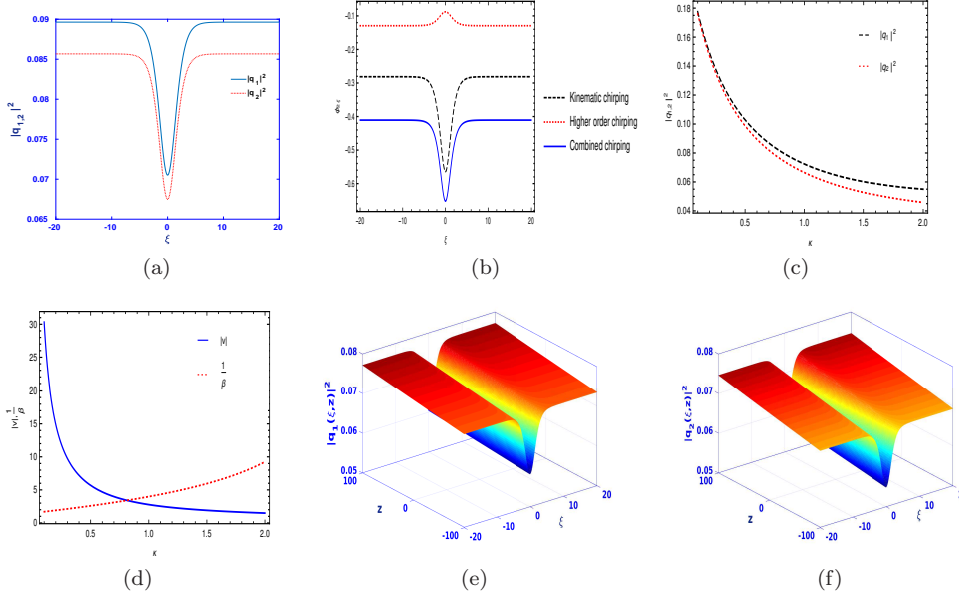 0.09
0.085
0.08
0.075
0.07
0.065
-20
-10
0
10
20
|q₁,₂|²
ξ
|q₁|²
|q₂|²
(a)
-0.1
-0.3
-0.4
-20
-10
0
10
20
ξ
Kinematic chirping
Higher order chirping
Combined chirping
(b)
0.18
0.16
0.14
0.12
0.10
0.08
0.06
0.04
0.5
1.0
1.5
2.0
|q₁,₂|²
κ
|q₁|²
|q₂|²
(c)
30
25
20
15
10
5
0
0.5
1.0
1.5
2.0
|v|, 1/β
κ
|v|
1/β
(d)
0.08
0.07
0.06
0.05
100
0
-100
-20
-10
0
10
20
|q₁(ξ,z)|²
z
ξ
(e)
0.08
0.07
0.06
0.05
100
0
-100
-20
-10
0
10
|q₂(ξ,z)|²
z
ξ
(f)